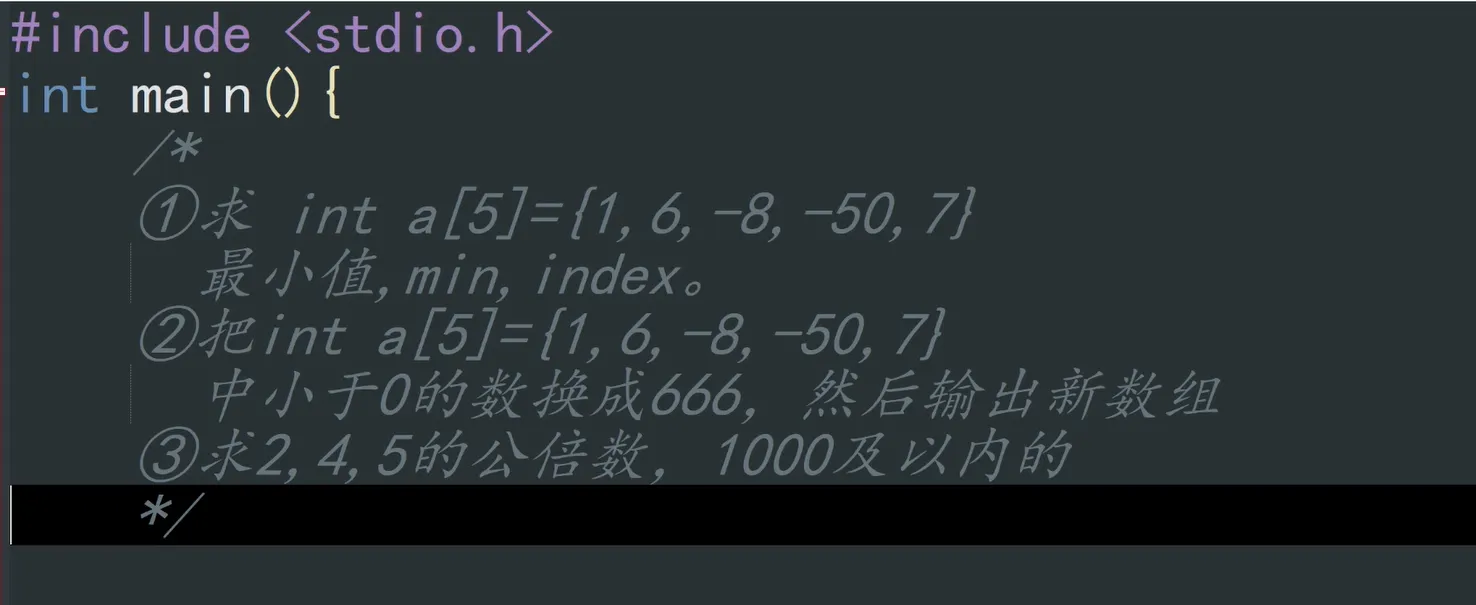 #include <stdio.h>
int main(){
/*
①求 int a[5]={1,6,-8,-50,7}
最小值,min,index。
②把int a[5]={1,6,-8,-50,7}
中小于0的数换成666，然后输出新数组
③求2,4,5的公倍数，1000及以内的
*/